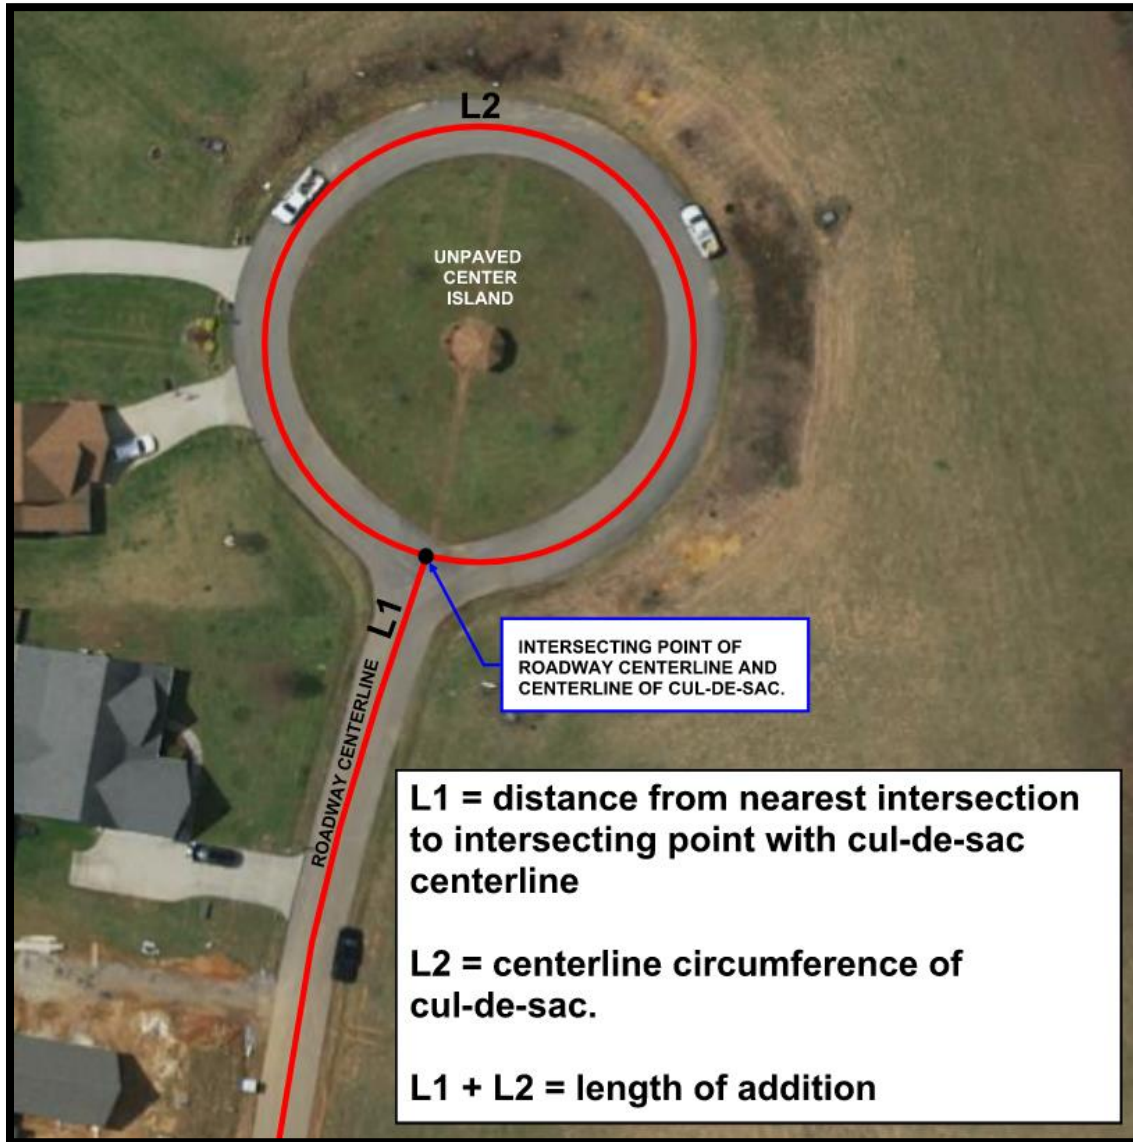 L2
UNPAVED
CENTER
ISLAND
L1
ROADWAY CENTERLINE
INTERSECTING POINT OF
ROADWAY CENTERLINE AND
CENTERLINE OF CUL-DE-SAC.
L1 = distance from nearest intersection
to intersecting point with cul-de-sac
centerline
L2 = centerline circumference of
cul-de-sac.
L1 + L2 = length of addition